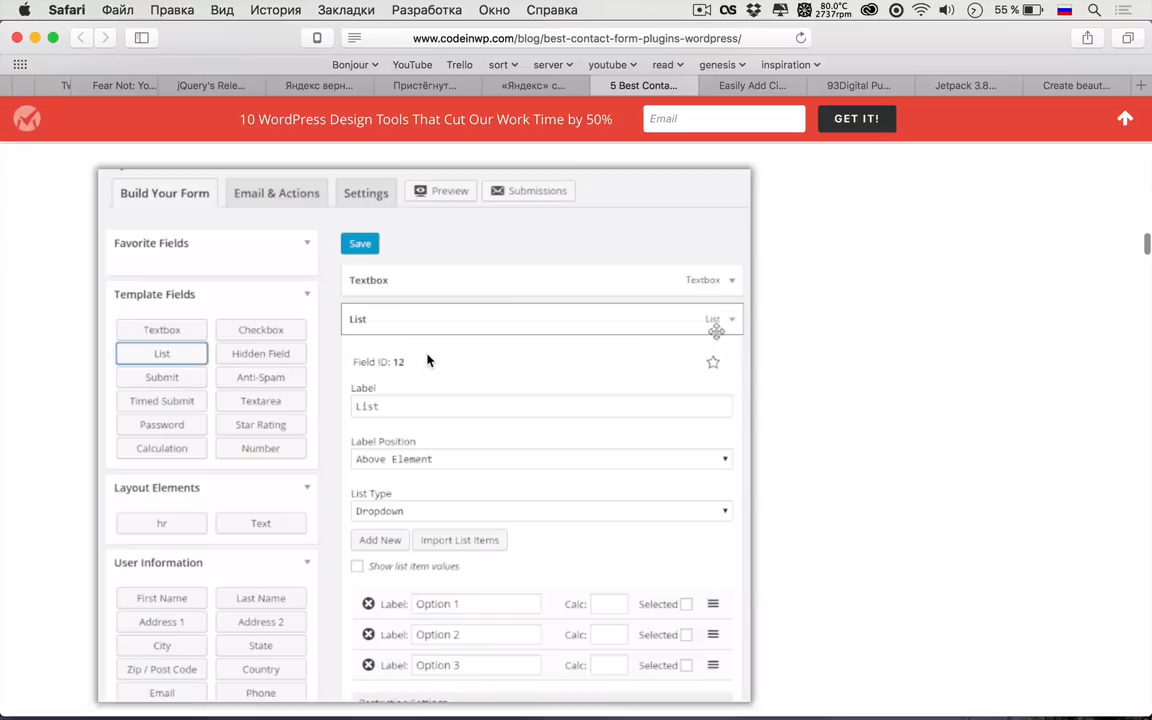 Safari Файл Правка Вид История Закладки Разработка Окно Справка 80.0°C 2737rpm 55 %
www.codeinwp.com/blog/best-contact-form-plugins-wordpress/
Bonjour YouTube Trello sort server youtube read genesis inspiration
Tv Fear Not: Yo... jQuery's Rele... Яндекс верн... Пристёгнут... «Яндекс» с... 5 Best Conta... Easily Add Ci... 93Digital Pu... Jetpack 3.8... Create beaut...
10 WordPress Design Tools That Cut Our Work Time by 50% Email GET IT!
Build Your Form Email & Actions Settings Preview Submissions
Favorite Fields
Save
Template Fields
Textbox Textbox
List List
Textbox Checkbox
List Hidden Field
Submit Anti-Spam
Timed Submit Textarea
Password Star Rating
Calculation Number
Field ID: 12
Label
List
Label Position
Above Element
List Type
Dropdown
Layout Elements
hr Text
Add New Import List Items
Show list item values
User Information
First Name Last Name
Address 1 Address 2
City State
Zip / Post Code Country
Email Phone
Label: Option 1 Calc: Selected
Label: Option 2 Calc: Selected
Label: Option 3 Calc: Selected